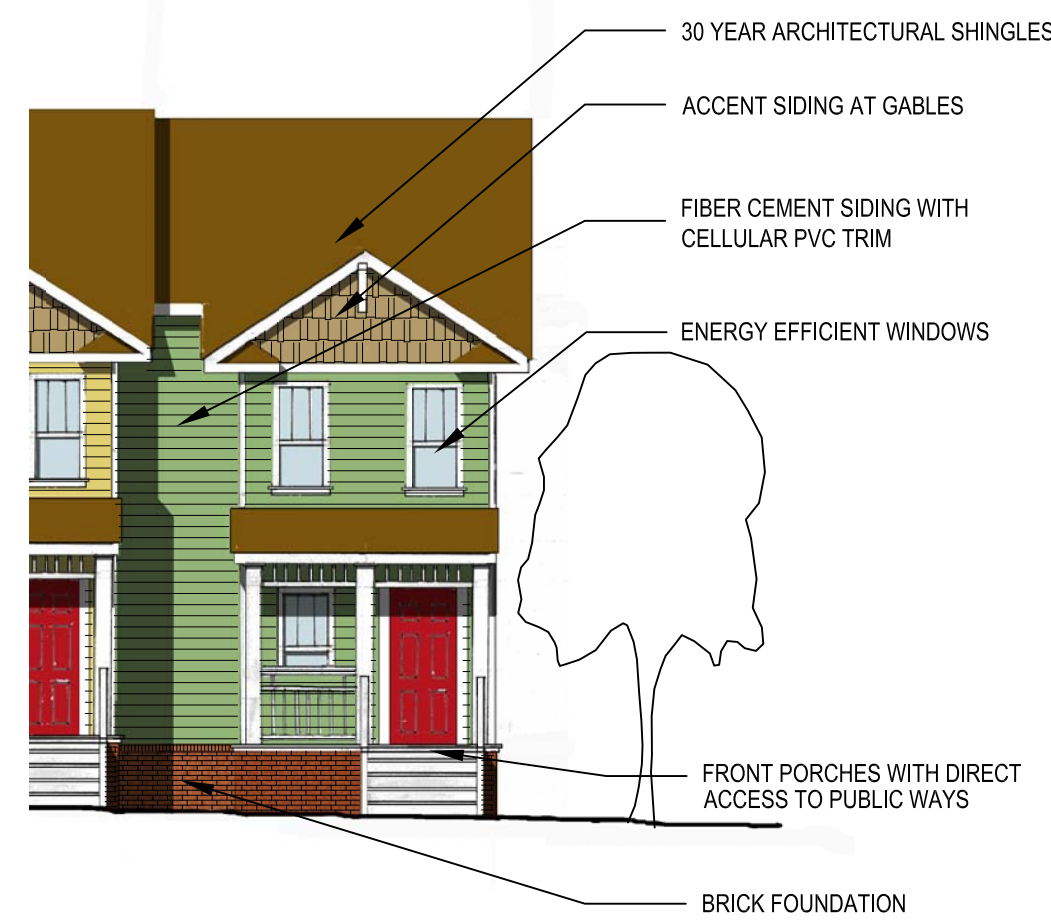 30 YEAR ARCHITECTURAL SHINGLES
ACCENT SIDING AT GABLES
FIBER CEMENT SIDING WITH
CELLULAR PVC TRIM
ENERGY EFFICIENT WINDOWS
FRONT PORCHES WITH DIRECT
ACCESS TO PUBLIC WAYS
BRICK FOUNDATION